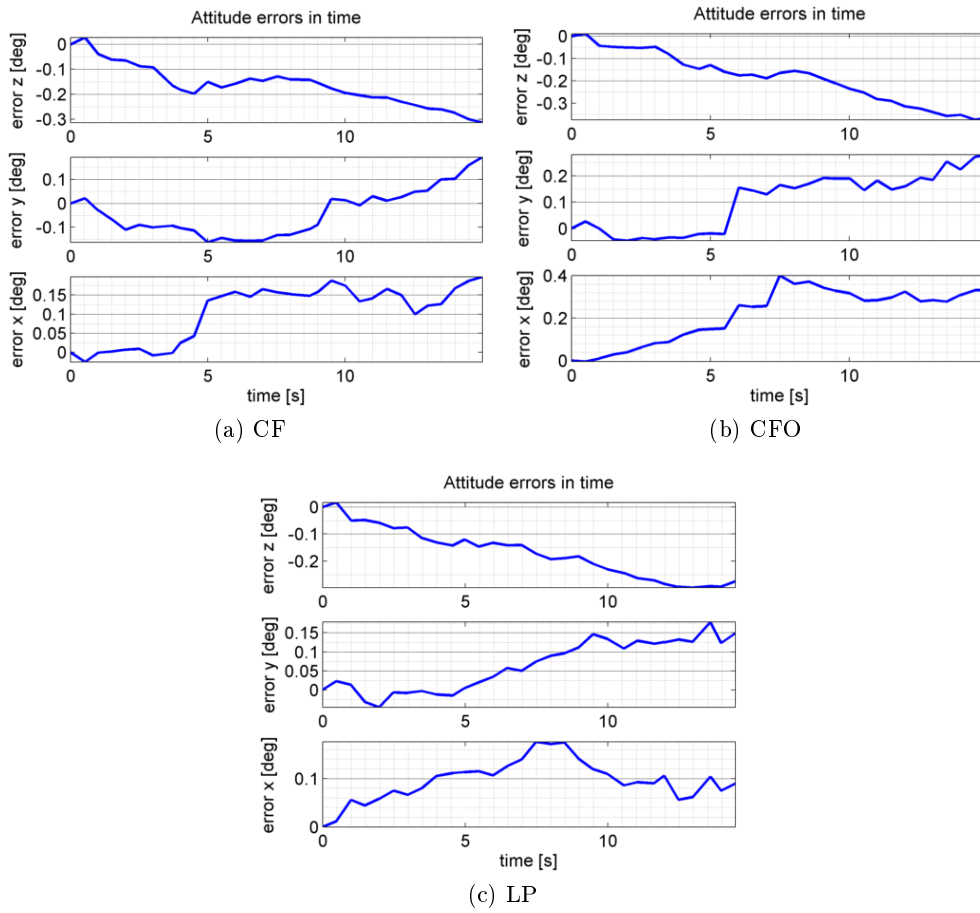 Attitude errors in time
error z [deg]
0
-0.1
-0.2
-0.3
0 5 10
error y [deg]
0.1
0
-0.1
0 5 10
error x [deg]
0.15
0.1
0.05
0
0 5 10
time [s]
(a) CF
Attitude errors in time
error z [deg]
0
-0.1
-0.2
-0.3
0 5 10
error y [deg]
0.2
0.1
0
0 5 10
error x [deg]
0.4
0.2
0
0 5 10
time [s]
(b) CFO
Attitude errors in time
error z [deg]
0
-0.1
-0.2
0 5 10
error y [deg]
0.15
0.1
0.05
0
0 5 10
error x [deg]
0.1
0
0 5 10
time [s]
(c) LP